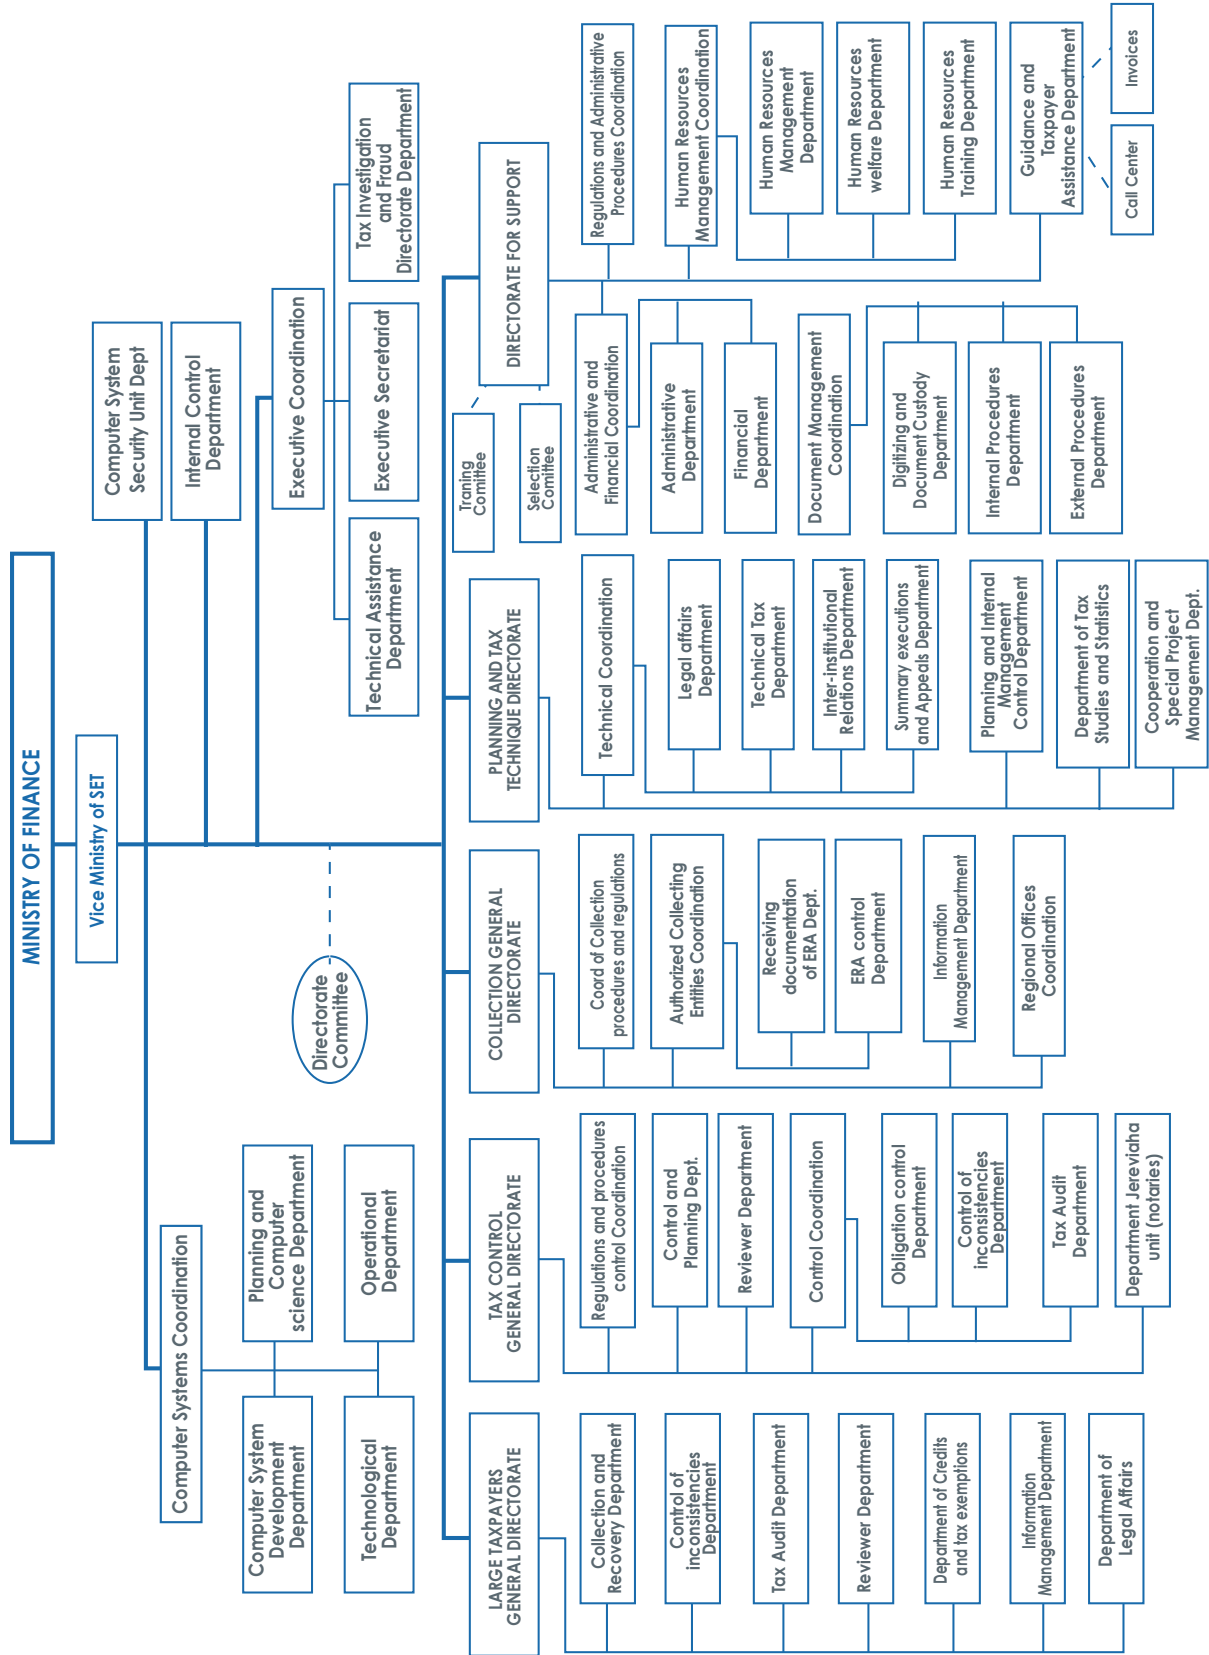 MINISTRY OF FINANCE
Vice Ministry of SET
Computer System
Security Unit Dept
Internal Control
Department
Executive Coordination
Technical Assistance
Department
Executive Secretariat
Tax Investigation
and Fraud
Directorate Department
Directorate
Committee
Computer Systems Coordination
Computer System
Development
Department
Planning and
Computer
science Department
Technological
Department
Operational
Department
LARGE TAXPAYERS
GENERAL DIRECTORATE
Collection and
Recovery Department
Control of
inconsistencies
Department
Tax Audit Department
Reviewer Department
Department of Credits
and tax exemptions
Information
Management Department
Department of
Legal Affairs
TAX CONTROL
GENERAL DIRECTORATE
Regulations and procedures
control Coordination
Control and
Planning Dept.
Reviewer Department
Control Coordination
Obligation control
Department
Control of
inconsistencies
Department
Tax Audit
Department
Department Jereviaha
unit (notaries)
COLLECTION GENERAL
DIRECTORATE
Coord of Collection
procedures and regulations
Authorized Collecting
Entities Coordination
Receiving
documentation
of ERA Dept.
ERA control
Department
Information
Management Department
Regional Offices
Coordination
PLANNING AND TAX
TECHNIQUE DIRECTORATE
Technical Coordination
Legal affairs
Department
Technical Tax
Department
Inter-institutional
Relations Department
Summary executions
and Appeals Department
Planning and Internal
Management
Control Department
Department of Tax
Studies and Statistics
Cooperation and
Special Project
Management Dept.
DIRECTORATE FOR SUPPORT
Traning
Comittee
Selection
Comittee
Administrative and
Financial Coordination
Administrative
Department
Financial
Department
Document Management
Coordination
Digitizing and
Document Custody
Department
Internal Procedures
Department
External Procedures
Department
Regulations and Administrative
Procedures Coordination
Human Resources
Management Coordination
Human Resources
Management
Department
Human Resources
welfare Department
Human Resources
Training Department
Guidance and
Taxpayer
Assistance Department
Call Center
Invoices